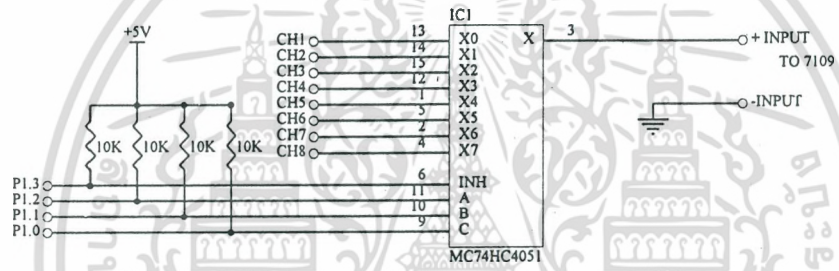 IC1
+5V
CH1 13 X0 X 3 + INPUT
CH2 14 X1
TO 7109
CH3 15 X2
CH4 12 X3
CH5 1 X4
-INPUT
CH6 5 X5
CH7 2 X6
CH8 4 X7
10K 10K 10K 10K
P1.3 6 INH
P1.2 11 A
P1.1 10 B
P1.0 9 C
MC74HC4051